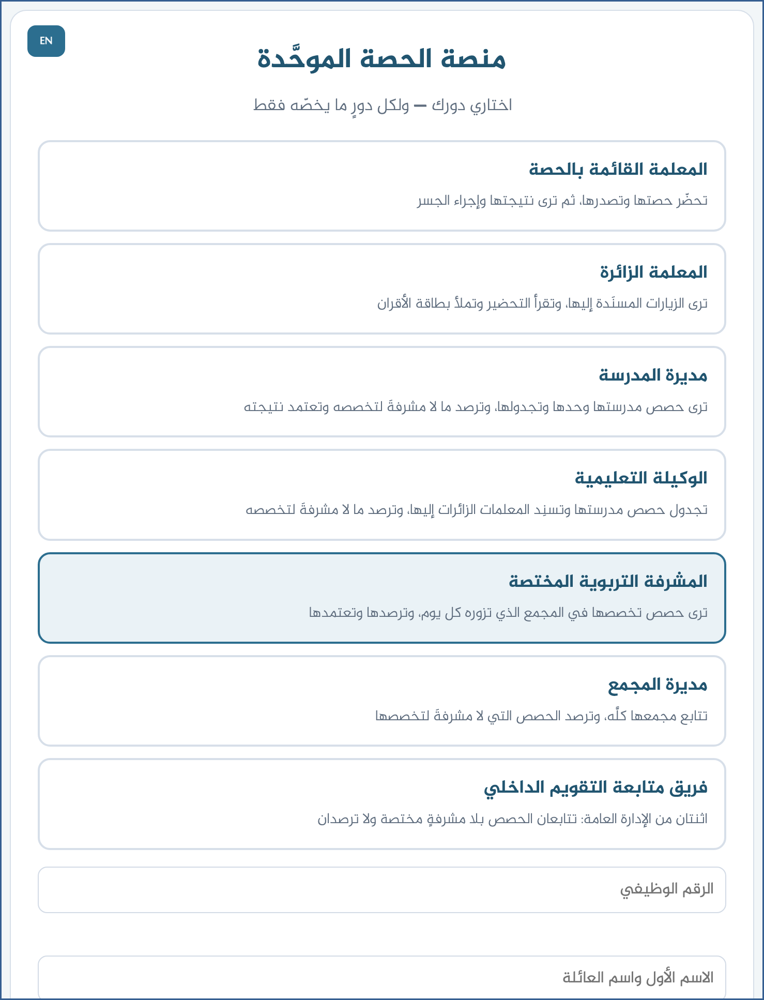 EN
منصة الحصة الموحَّدة
اختاري دورك — ولكل دورٍ ما يخصّه فقط
المعلمة القائمة بالحصة
تحضّر حصتها وتصدرها، ثم ترى نتيجتها وإجراء الجسر
المعلمة الزائرة
ترى الزيارات المسنَدة إليها، وتقرأ التحضير وتملأ بطاقة الأقران
مديرة المدرسة
ترى حصص مدرستها وحدها وتجدولها، وترصد ما لا مشرفةَ لتخصصه وتعتمد نتيجته
الوكيلة التعليمية
تجدول حصص مدرستها وتسنِد المعلمات الزائرات إليها، وترصد ما لا مشرفةَ لتخصصه
المشرفة التربوية المختصة
ترى حصص تخصصها في المجمع الذي تزوره كل يوم، وترصدها وتعتمدها
مديرة المجمع
تتابع مجمعها كلَّه، وترصد الحصص التي لا مشرفةَ لتخصصها
فريق متابعة التقويم الداخلي
اثنتان من الإدارة العامة: تتابعان الحصص بلا مشرفةٍ مختصة ولا ترصدان
الرقم الوظيفي
الاسم الأول واسم العائلة